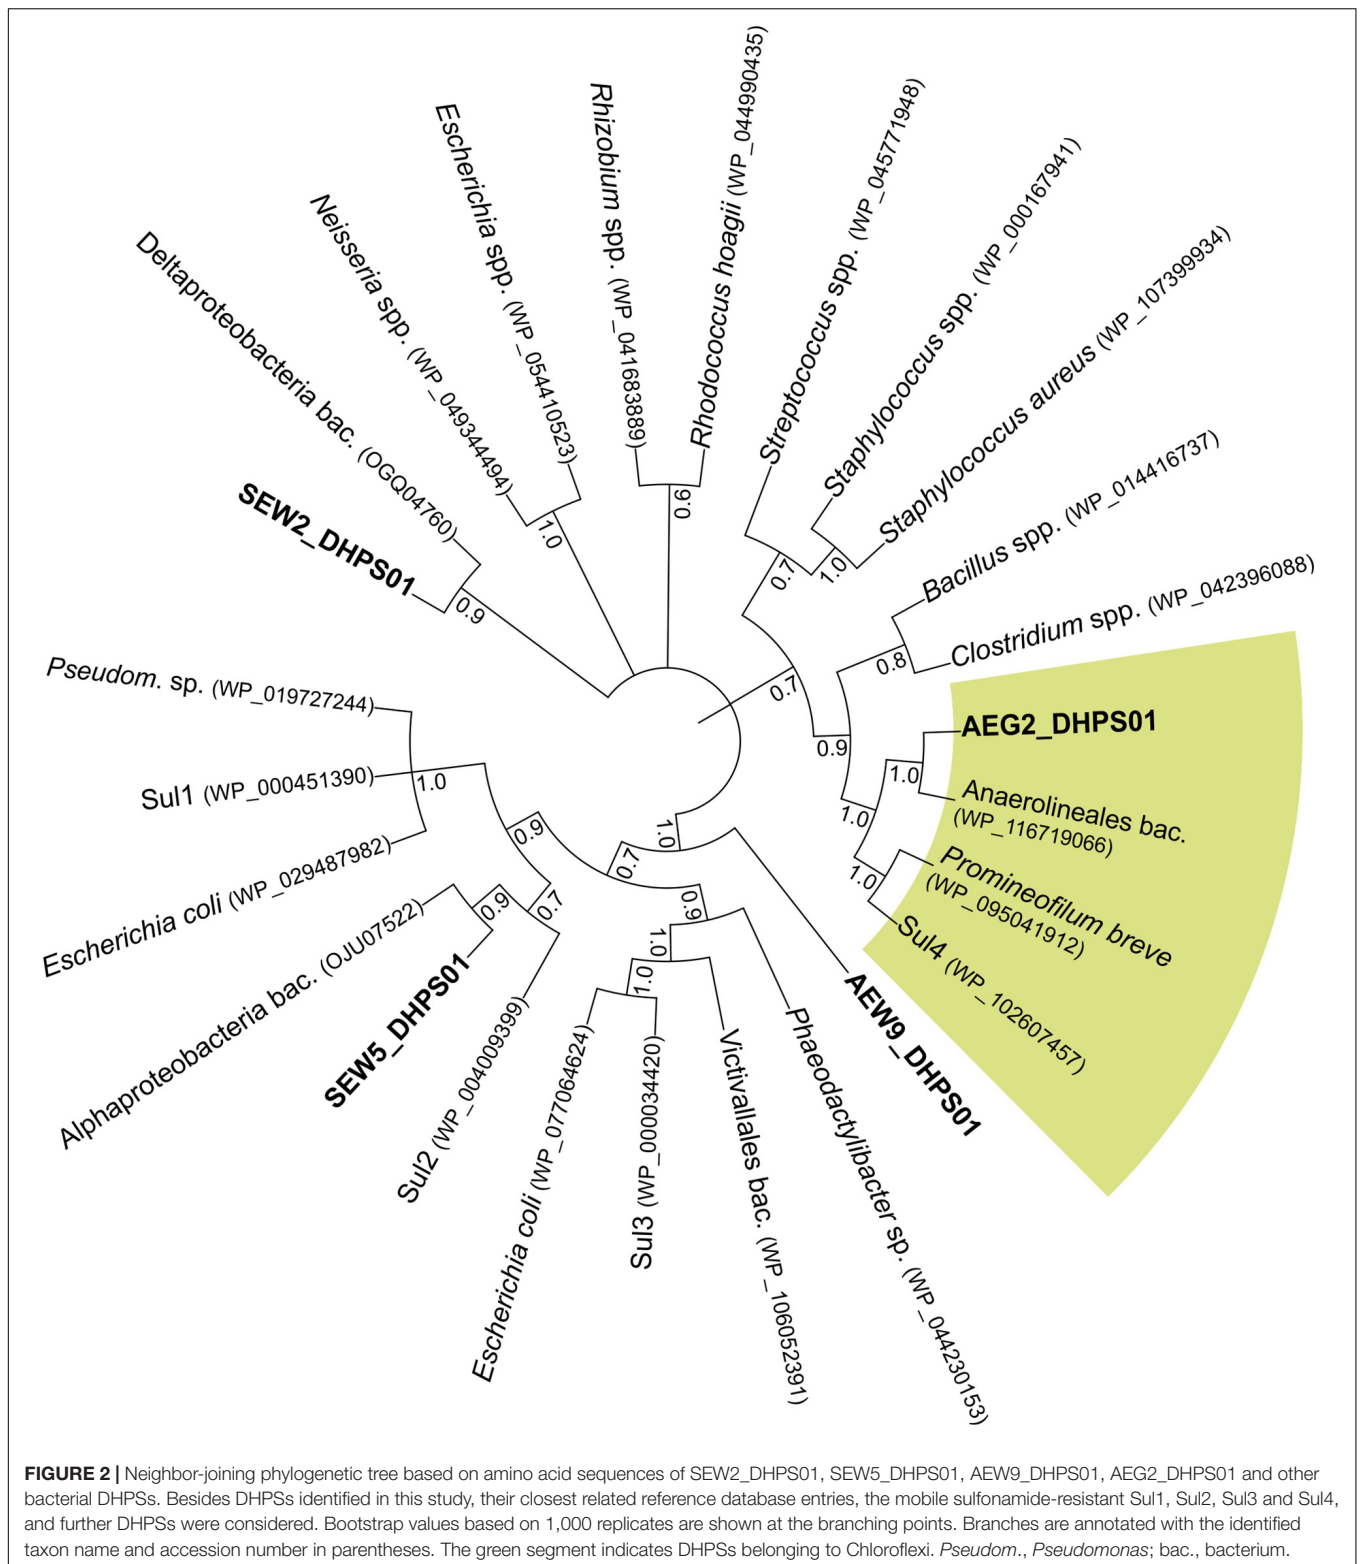 Rhodococcus hoagii (WP_044990435)
Streptococcus spp. (WP_045771948)
Staphylococcus spp. (WP_000167941)
Staphylococcus aureus (WP_107399934)
Bacillus spp. (WP_014416737)
Clostridium spp. (WP_042396088)
AEG2_DHPS01
Anaerolineales bac.
(WP_116719066)
Promineofilum breve
(WP_095041912)
Sul4 (WP_102607457)
AEW9_DHPS01
Phaeodactylibacter sp. (WP_044230153)
Victivallales bac. (WP_106052391)
Sul3 (WP_000034420)
Escherichia coli (WP_077064624)
Sul2 (WP_004009399)
SEW5_DHPS01
Alphaproteobacteria bac. (OJU07522)
Escherichia coli (WP_029487982)
Sul1 (WP_000451390)
Pseudom. sp. (WP_019727244)
SEW2_DHPS01
Deltaproteobacteria bac. (OGQ04760)
Neisseria spp. (WP_049344494)
Escherichia spp. (WP_054410523)
Rhizobium spp. (WP_041683889)
0.6
0.7
1.0
0.7
0.8
0.9
1.0
1.0
1.0
1.0
0.7
0.9
1.0
1.0
0.9
0.7
0.9
1.0
0.9
1.0
FIGURE 2 | Neighbor-joining phylogenetic tree based on amino acid sequences of SEW2_DHPS01, SEW5_DHPS01, AEW9_DHPS01, AEG2_DHPS01 and other
bacterial DHPSs. Besides DHPSs identified in this study, their closest related reference database entries, the mobile sulfonamide-resistant Sul1, Sul2, Sul3 and Sul4,
and further DHPSs were considered. Bootstrap values based on 1,000 replicates are shown at the branching points. Branches are annotated with the identified
taxon name and accession number in parentheses. The green segment indicates DHPSs belonging to Chloroflexi. Pseudom., Pseudomonas; bac., bacterium.